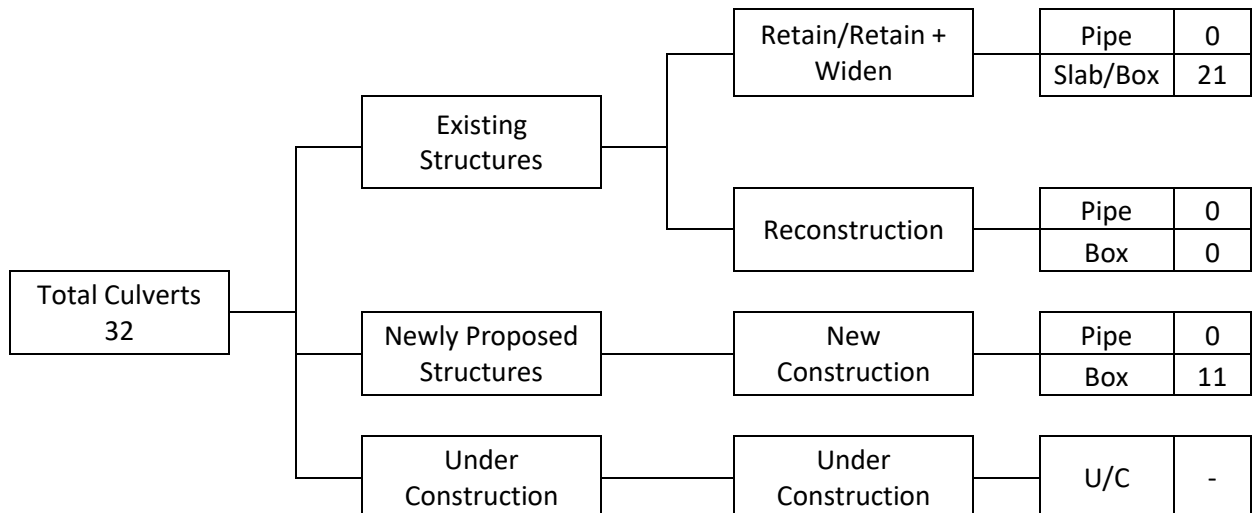 Total Culverts
32
Existing
Structures
Retain/Retain +
Widen
Pipe 0
Slab/Box 21
Reconstruction
Pipe 0
Box 0
Newly Proposed
Structures
New
Construction
Pipe 0
Box 11
Under
Construction
Under
Construction
U/C -